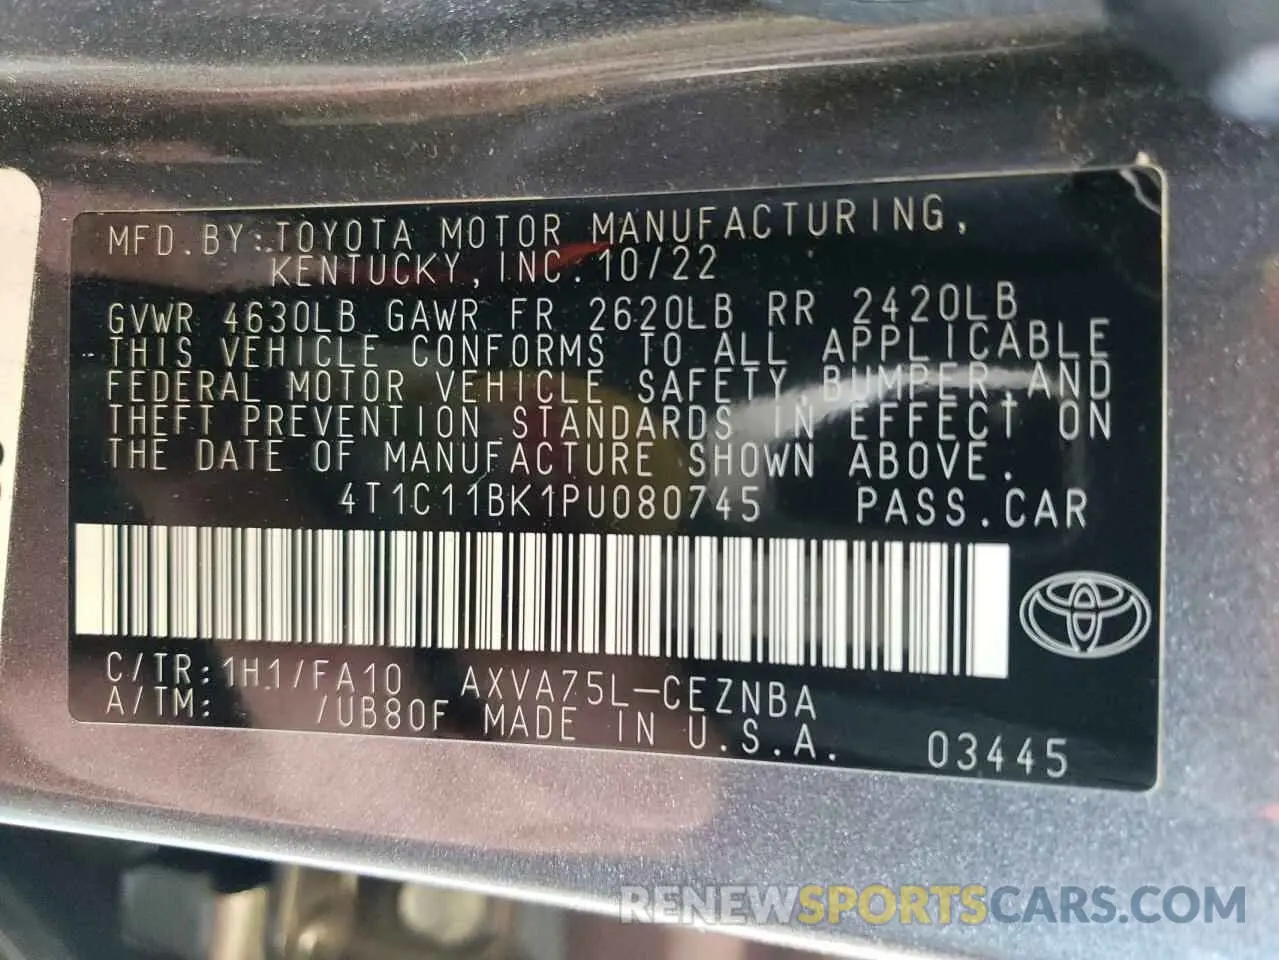 MFD.BY:TOYOTA MOTOR MANUFACTURING,
KENTUCKY,INC. 10/22
GVWR 4630LB GAWR FR 2620LB RR 2420LB
THIS VEHICLE CONFORMS TO ALL APPLICABLE
FEDERAL MOTOR VEHICLE SAFETY,BUMPER,AND
THEFT PREVENTION STANDARDS IN EFFECT ON
THE DATE OF MANUFACTURE SHOWN ABOVE.
4T1C11BK1PU080745 PASS.CAR
C/TR:1H1/FA10 AXVA75L-CEZNBA
A/TM: /UB80F MADE IN U.S.A. 03445
RENEWSPORTSCARS.COM